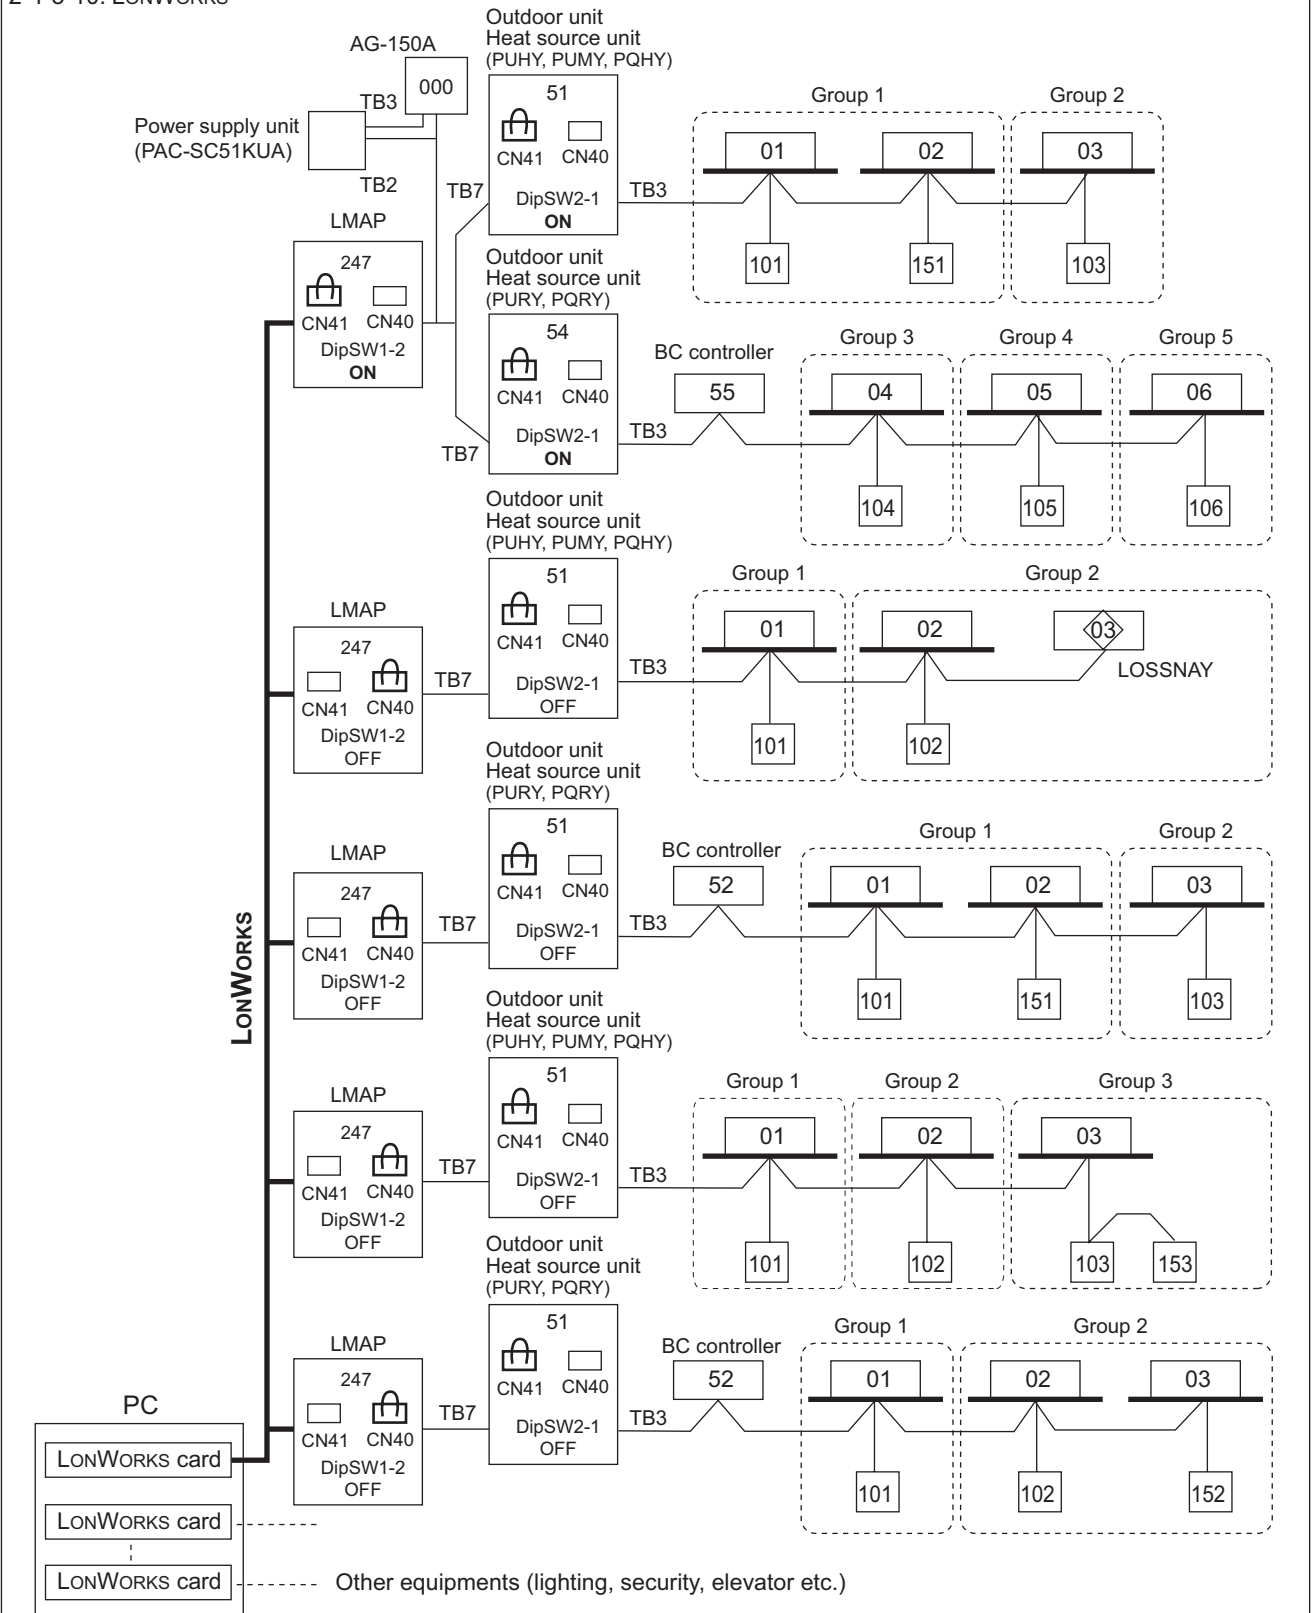 2-4-3-10. LONWORKS
AG-150A
000
TB3
Power supply unit
(PAC-SC51KUA)
TB2
LMAP
247
CN41 CN40
DipSW1-2
ON
TB7
Outdoor unit
Heat source unit
(PUHY, PUMY, PQHY)
51
CN41 CN40
DipSW2-1
ON
TB3
Group 1
01
02
101
151
Group 2
03
103
TB7
Outdoor unit
Heat source unit
(PURY, PQRY)
54
CN41 CN40
DipSW2-1
ON
TB3
BC controller
55
Group 3
04
104
Group 4
05
105
Group 5
06
106
LMAP
247
CN41 CN40
DipSW1-2
OFF
TB7
Outdoor unit
Heat source unit
(PUHY, PUMY, PQHY)
51
CN41 CN40
DipSW2-1
OFF
TB3
Group 1
01
101
Group 2
02
03
LOSSNAY
102
LMAP
247
CN41 CN40
DipSW1-2
OFF
TB7
Outdoor unit
Heat source unit
(PURY, PQRY)
51
CN41 CN40
DipSW2-1
OFF
TB3
BC controller
52
Group 1
01
02
101
151
Group 2
03
103
LONWORKS
LMAP
247
CN41 CN40
DipSW1-2
OFF
TB7
Outdoor unit
Heat source unit
(PUHY, PUMY, PQHY)
51
CN41 CN40
DipSW2-1
OFF
TB3
Group 1
01
101
Group 2
02
102
Group 3
03
103
153
LMAP
247
CN41 CN40
DipSW1-2
OFF
TB7
Outdoor unit
Heat source unit
(PURY, PQRY)
51
CN41 CN40
DipSW2-1
OFF
TB3
BC controller
52
Group 1
01
101
Group 2
02
03
102
152
PC
LONWORKS card
LONWORKS card
LONWORKS card
Other equipments (lighting, security, elevator etc.)